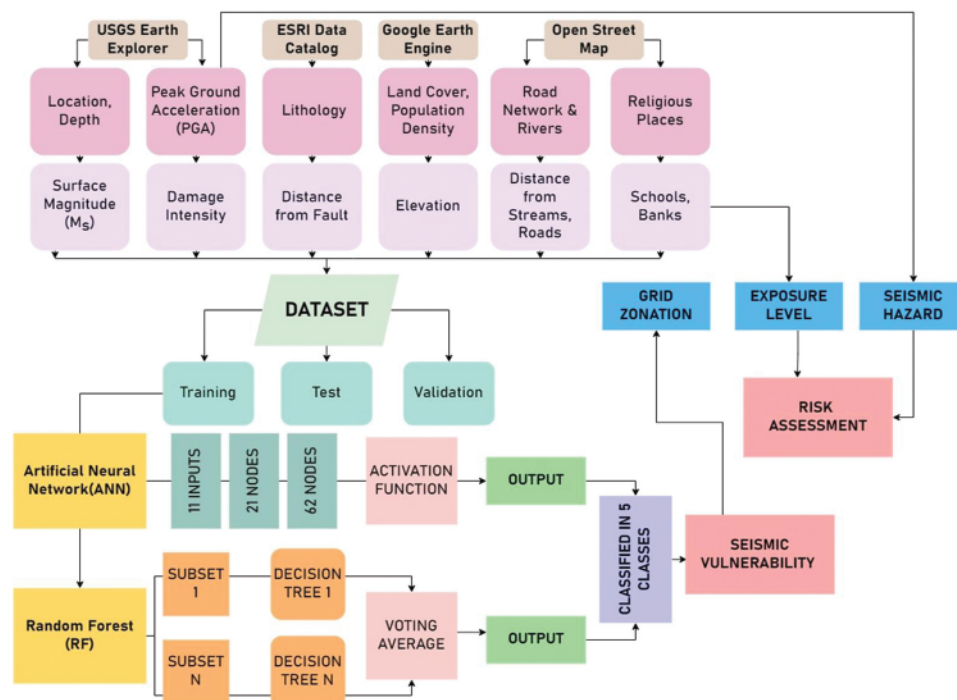 USGS Earth
Explorer
ESRI Data
Catalog
Google Earth
Engine
Open Street
Map
Location,
Depth
Peak Ground
Acceleration
(PGA)
Lithology
Land Cover,
Population
Density
Road
Network &
Rivers
Religious
Places
Surface
Magnitude
(Ms)
Damage
Intensity
Distance
from Fault
Elevation
Distance
from
Streams,
Roads
Schools,
Banks
DATASET
GRID
ZONATION
EXPOSURE
LEVEL
SEISMIC
HAZARD
Training
Test
Validation
RISK
ASSESSMENT
Artificial Neural
Network(ANN)
11 INPUTS
21 NODES
62 NODES
ACTIVATION
FUNCTION
OUTPUT
CLASSIFIED IN 5
CLASSES
SEISMIC
VULNERABILITY
Random Forest
(RF)
SUBSET
1
DECISION
TREE 1
VOTING
AVERAGE
OUTPUT
SUBSET
N
DECISION
TREE N